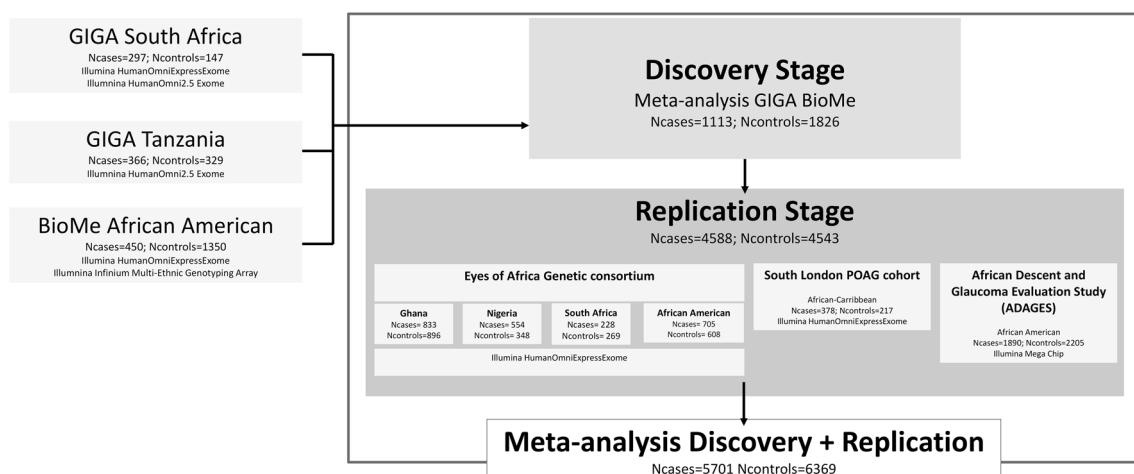 GIGA South Africa
Ncases=297; Ncontrols=147
Illumina HumanOmniExpressExome
Illumnina HumanOmni2.5 Exome
GIGA Tanzania
Ncases=366; Ncontrols=329
Illumnina HumanOmni2.5 Exome
BioMe African American
Ncases=450; Ncontrols=1350
Illumina HumanOmniExpressExome
Illumnina Infinium Multi-Ethnic Genotyping Array
Discovery Stage
Meta-analysis GIGA BioMe
Ncases=1113; Ncontrols=1826
Replication Stage
Ncases=4588; Ncontrols=4543
Eyes of Africa Genetic consortium
Ghana
Ncases= 833
Ncontrols=896
Nigeria
Ncases= 554
Ncontrols= 348
South Africa
Ncases= 228
Ncontrols= 269
African American
Ncases= 705
Ncontrols= 608
Illumina HumanOmniExpressExome
South London POAG cohort
African-Carribbean
Ncases=378; Ncontrols=217
Illumina HumanOmniExpressExome
African Descent and
Glaucoma Evaluation Study
(ADAGES)
African American
Ncases=1890; Ncontrols=2205
Illumina Mega Chip
Meta-analysis Discovery + Replication
Ncases=5701 Ncontrols=6369